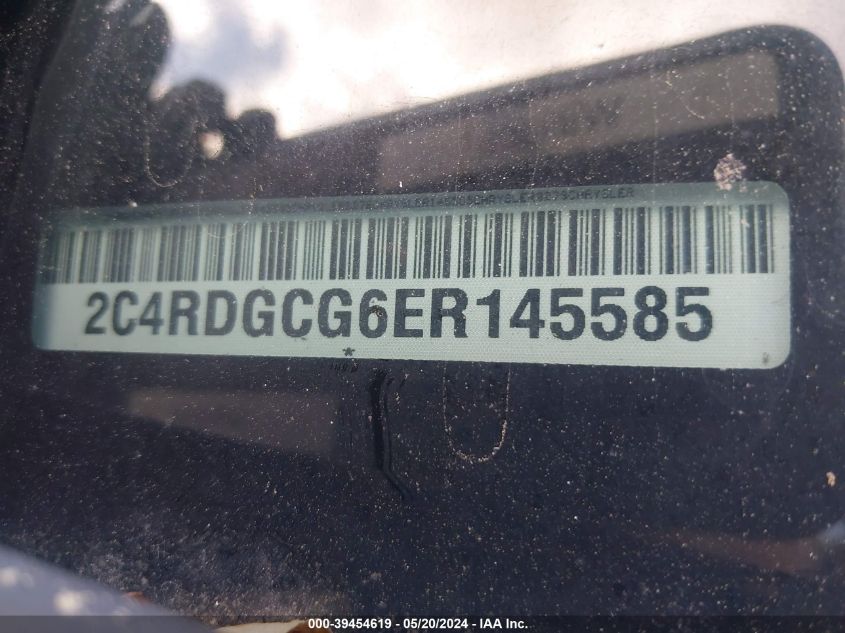 2C4RDGCG6ER145585
*
000-39454619 / 05/20/2024 - IAA Inc.